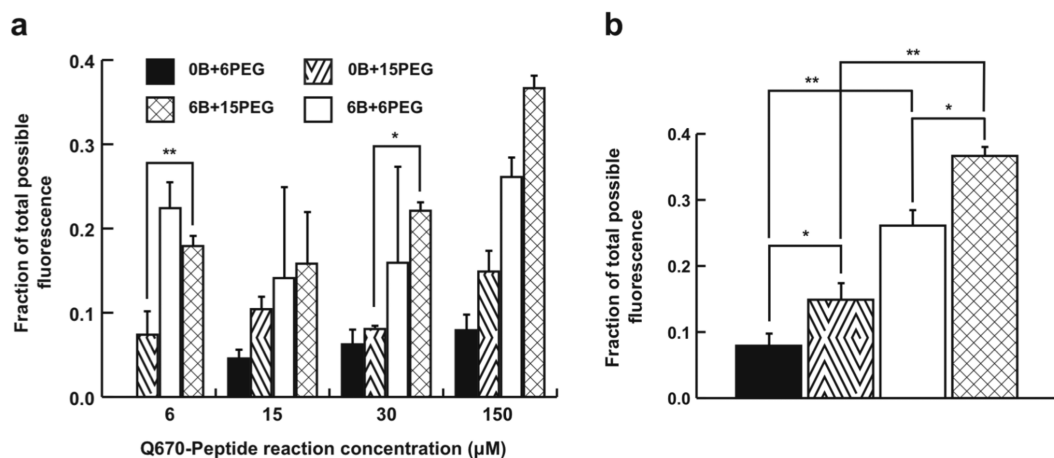 a
Fraction of total possible
fluorescence
0.4
0.3
0.2
0.1
0.0
0B+6PEG
0B+15PEG
6B+15PEG
6B+6PEG
**
*
6
15
30
150
Q670-Peptide reaction concentration (µM)
b
Fraction of total possible
fluorescence
0.4
0.3
0.2
0.1
0.0
**
**
*
*